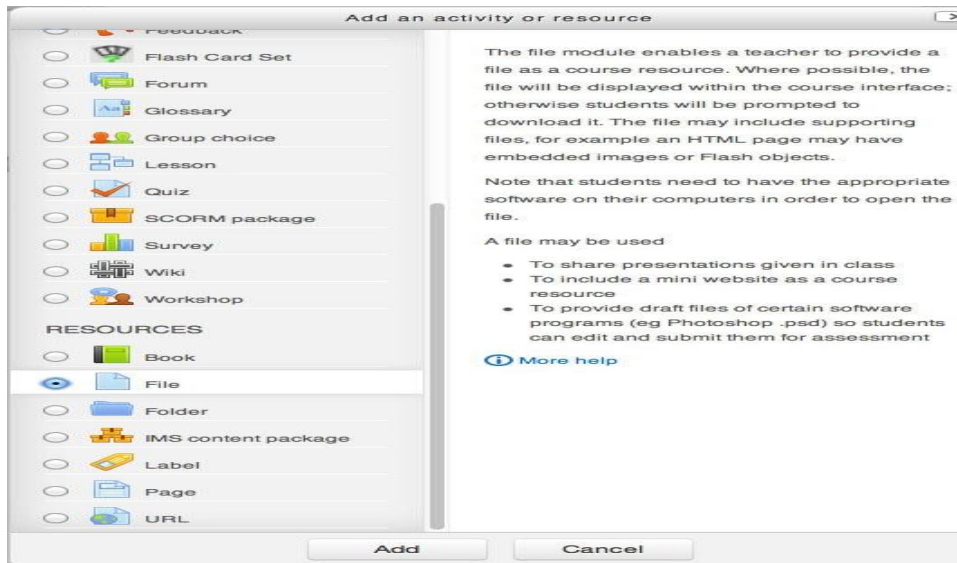 Add an activity or resource
Feedback
Flash Card Set
Forum
Glossary
Group choice
Lesson
Quiz
SCORM package
Survey
Wiki
Workshop
RESOURCES
Book
File
Folder
IMS content package
Label
Page
URL
The file module enables a teacher to provide a
file as a course resource. Where possible, the
file will be displayed within the course interface;
otherwise students will be prompted to
download it. The file may include supporting
files, for example an HTML page may have
embedded images or Flash objects.
Note that students need to have the appropriate
software on their computers in order to open the
file.
A file may be used
• To share presentations given in class
• To include a mini website as a course
resource
• To provide draft files of certain software
programs (eg Photoshop .psd) so students
can edit and submit them for assessment
More help
Add
Cancel